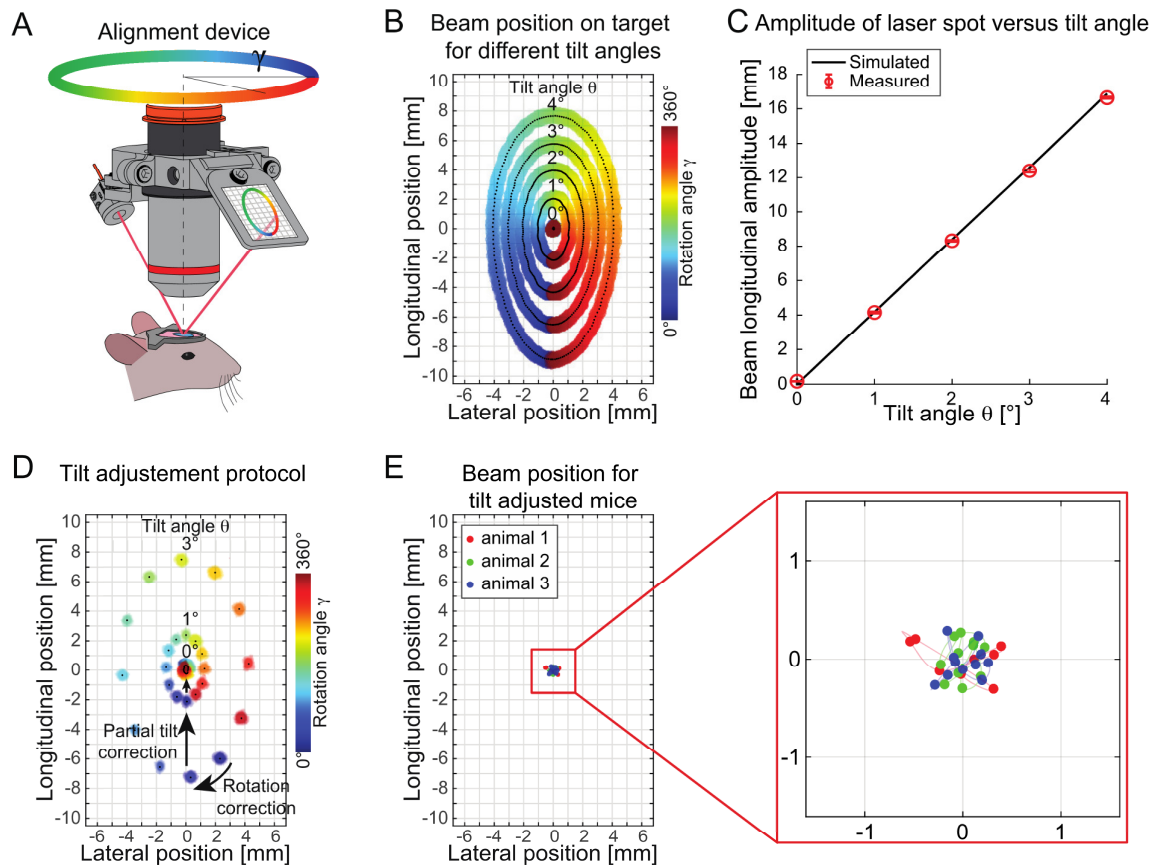 A
Alignment device
γ
B
Beam position on target
for different tilt angles
Tilt angle θ
4°
3°
2°
1°
0°
10
8
6
4
2
0
-2
-4
-6
-8
-10
Longitudinal position [mm]
-6 -4 -2 0 2 4 6
Lateral position [mm]
360°
Rotation angle γ
0°
C
Amplitude of laser spot versus tilt angle
Simulated
Measured
18
16
14
12
10
8
6
4
2
0
Beam longitudinal amplitude [mm]
0 1 2 3 4
Tilt angle θ [°]
D
Tilt adjustement protocol
Tilt angle θ
3°
1°
0°
0
10
8
6
4
2
0
-2
-4
-6
-8
-10
Longitudinal position [mm]
Partial tilt
correction
Rotation
correction
-6 -4 -2 0 2 4 6
Lateral position [mm]
360°
Rotation angle γ
0°
E
Beam position for
tilt adjusted mice
animal 1
animal 2
animal 3
10
8
6
4
2
0
-2
-4
-6
-8
-10
Longitudinal position [mm]
-6 -4 -2 0 2 4 6
Lateral position [mm]
1
0
-1
-1 0 1